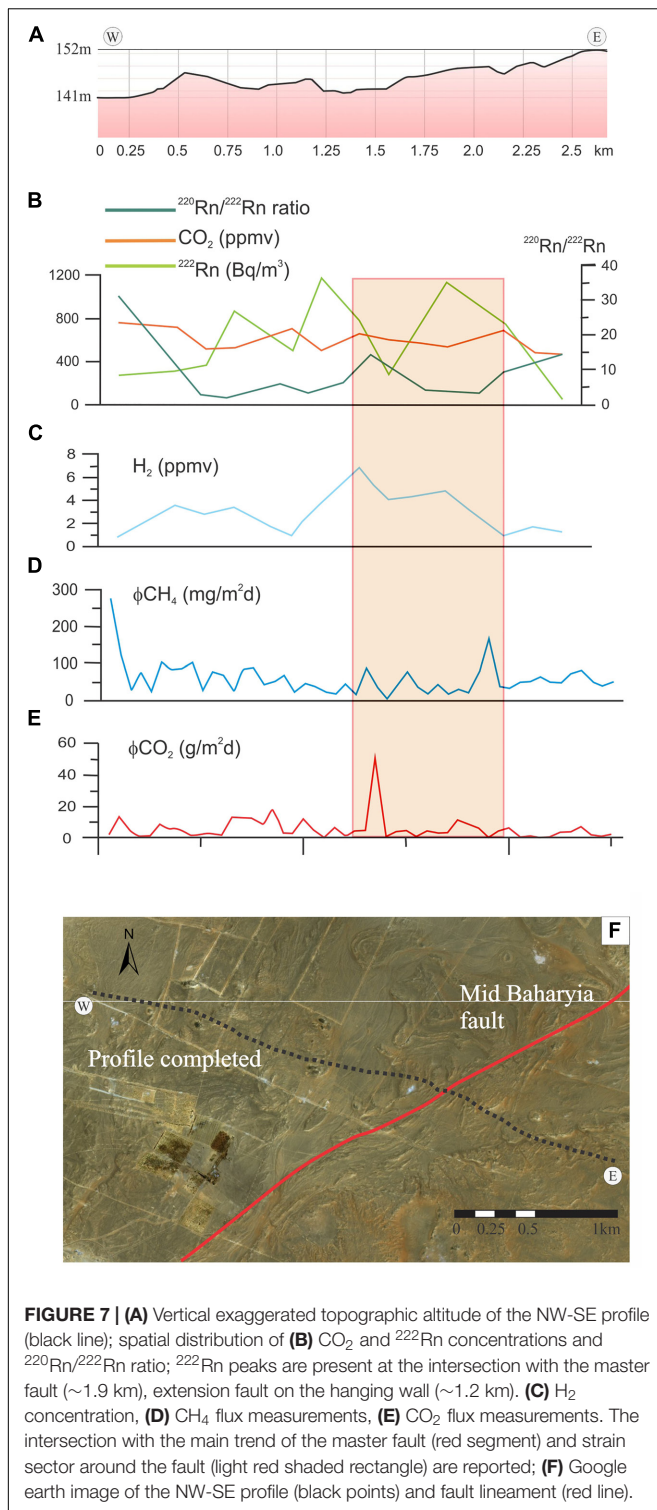 A
W
E
152m
141m
0 0.25 0.5 0.75 1.0 1.25 1.5 1.75 2.0 2.25 2.5 km
B
²²⁰Rn/²²²Rn ratio
CO₂ (ppmv)
²²²Rn (Bq/m³)
²²⁰Rn/²²²Rn
1200
800
400
0
40
30
20
10
0
C
H₂ (ppmv)
8
6
4
2
0
D
ϕCH₄ (mg/m²d)
300
200
100
50
0
E
ϕCO₂ (g/m²d)
60
40
20
0
F
N
W
Mid Baharyia
fault
Profile completed
E
0 0.25 0.5 1km
FIGURE 7 | (A) Vertical exaggerated topographic altitude of the NW-SE profile
(black line); spatial distribution of (B) CO₂ and ²²²Rn concentrations and
²²⁰Rn/²²²Rn ratio; ²²²Rn peaks are present at the intersection with the master
fault (~1.9 km), extension fault on the hanging wall (~1.2 km). (C) H₂
concentration, (D) CH₄ flux measurements, (E) CO₂ flux measurements. The
intersection with the main trend of the master fault (red segment) and strain
sector around the fault (light red shaded rectangle) are reported; (F) Google
earth image of the NW-SE profile (black points) and fault lineament (red line).